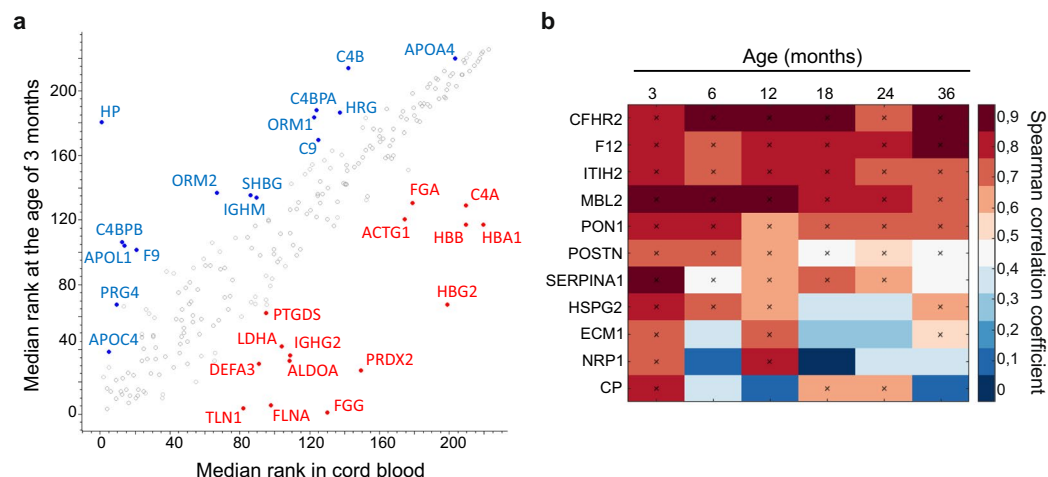 a
b
Median rank at the age of 3 months
200
160
120
80
40
0
0
40
80
120
160
200
Median rank in cord blood
HP
C4B
APOA4
C4BPA
HRG
ORM1
C9
ORM2
SHBG
IGHM
C4BPB
APOL1
F9
PRG4
APOC4
FGA
C4A
ACTG1
HBB
HBA1
HBG2
PTGDS
LDHA
IGHG2
PRDX2
DEFA3
ALDOA
TLN1
FLNA
FGG
Age (months)
3 6 12 18 24 36
CFHR2
F12
ITIH2
MBL2
PON1
POSTN
SERPINA1
HSPG2
ECM1
NRP1
CP
0,9
0,8
0,7
0,6
0,5
0,4
0,3
0,2
0,1
0
Spearman correlation coefficient